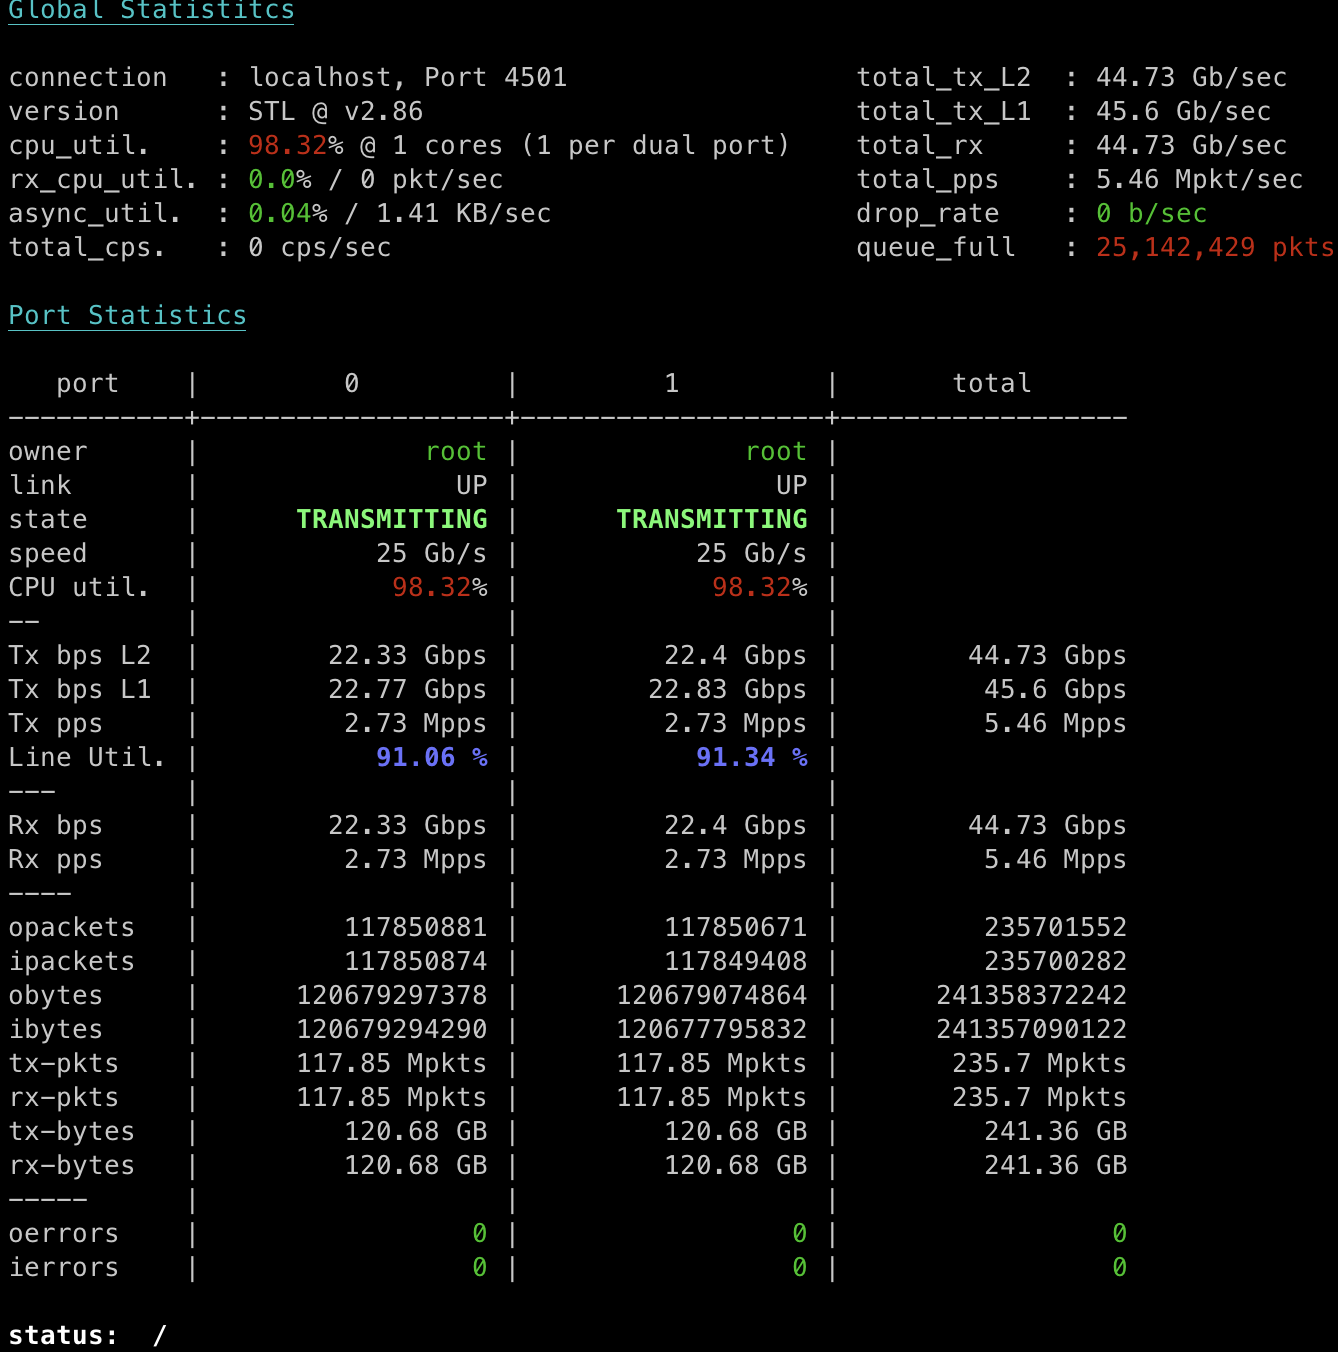 Global Statistitcs
connection   : localhost, Port 4501                  total_tx_L2  : 44.73 Gb/sec
version      : STL @ v2.86                           total_tx_L1  : 45.6 Gb/sec
cpu_util.    : 98.32% @ 1 cores (1 per dual port)    total_rx     : 44.73 Gb/sec
rx_cpu_util. : 0.0% / 0 pkt/sec                      total_pps    : 5.46 Mpkt/sec
async_util.  : 0.04% / 1.41 KB/sec                   drop_rate    : 0 b/sec
total_cps.   : 0 cps/sec                             queue_full   : 25,142,429 pkts
Port Statistics
   port    |         0         |         1         |       total
-----------+-------------------+-------------------+------------------
owner      |              root |              root |
link       |                UP |                UP |
state      |      TRANSMITTING |      TRANSMITTING |
speed      |           25 Gb/s |           25 Gb/s |
CPU util.  |            98.32% |            98.32% |
--         |                   |                   |
Tx bps L2  |        22.33 Gbps |         22.4 Gbps |        44.73 Gbps
Tx bps L1  |        22.77 Gbps |        22.83 Gbps |         45.6 Gbps
Tx pps     |         2.73 Mpps |         2.73 Mpps |         5.46 Mpps
Line Util. |           91.06 % |           91.34 % |
---        |                   |                   |
Rx bps     |        22.33 Gbps |         22.4 Gbps |        44.73 Gbps
Rx pps     |         2.73 Mpps |         2.73 Mpps |         5.46 Mpps
----       |                   |                   |
opackets   |         117850881 |         117850671 |         235701552
ipackets   |         117850874 |         117849408 |         235700282
obytes     |      120679297378 |      120679074864 |      241358372242
ibytes     |      120679294290 |      120677795832 |      241357090122
tx-pkts    |      117.85 Mpkts |      117.85 Mpkts |       235.7 Mpkts
rx-pkts    |      117.85 Mpkts |      117.85 Mpkts |       235.7 Mpkts
tx-bytes   |         120.68 GB |         120.68 GB |         241.36 GB
rx-bytes   |         120.68 GB |         120.68 GB |         241.36 GB
-----      |                   |                   |
oerrors    |                 0 |                 0 |                 0
ierrors    |                 0 |                 0 |                 0
status:  /